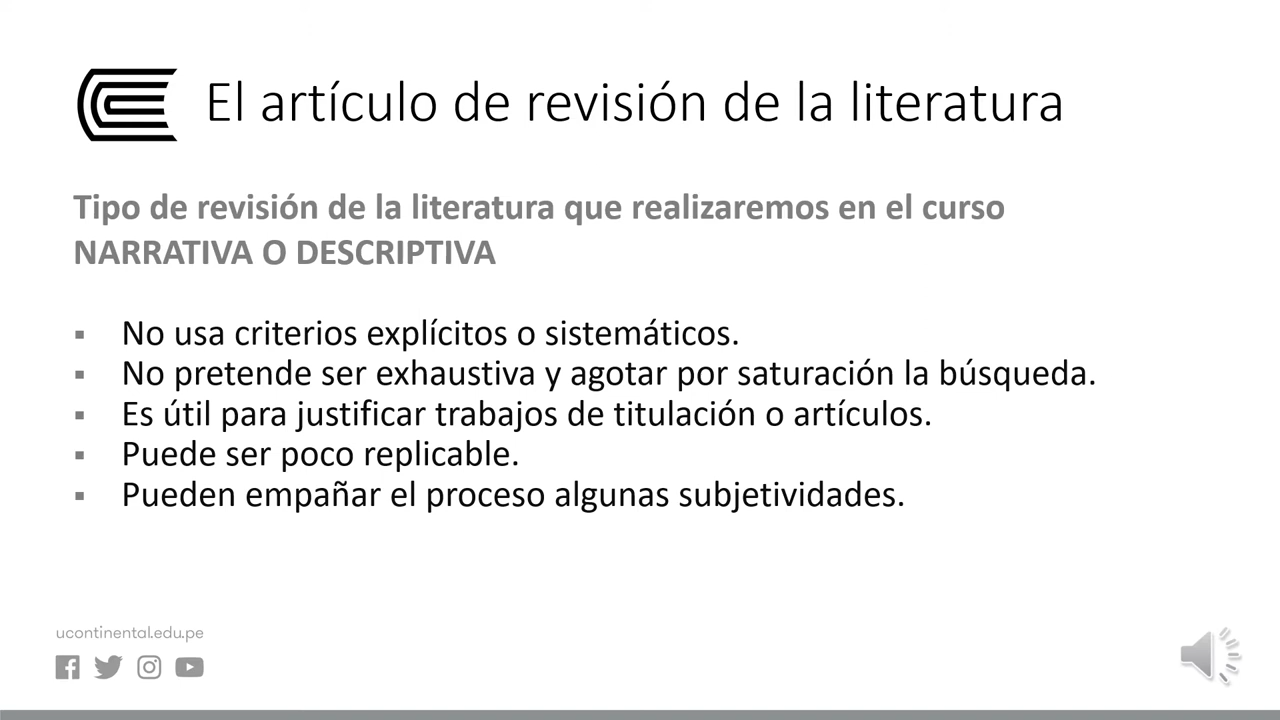 El artículo de revisión de la literatura
Tipo de revisión de la literatura que realizaremos en el curso
NARRATIVA O DESCRIPTIVA
▪ No usa criterios explícitos o sistemáticos.
▪ No pretende ser exhaustiva y agotar por saturación la búsqueda.
▪ Es útil para justificar trabajos de titulación o artículos.
▪ Puede ser poco replicable.
▪ Pueden empañar el proceso algunas subjetividades.
ucontinental.edu.pe